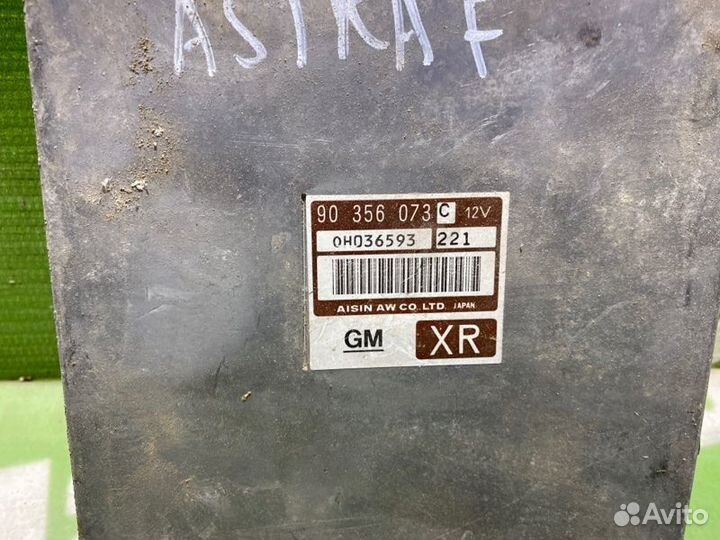 ASTRA F
90 356 073 C 12V
0H036593 221
AISIN AW CO.,LTD. JAPAN
GM XR
Avito